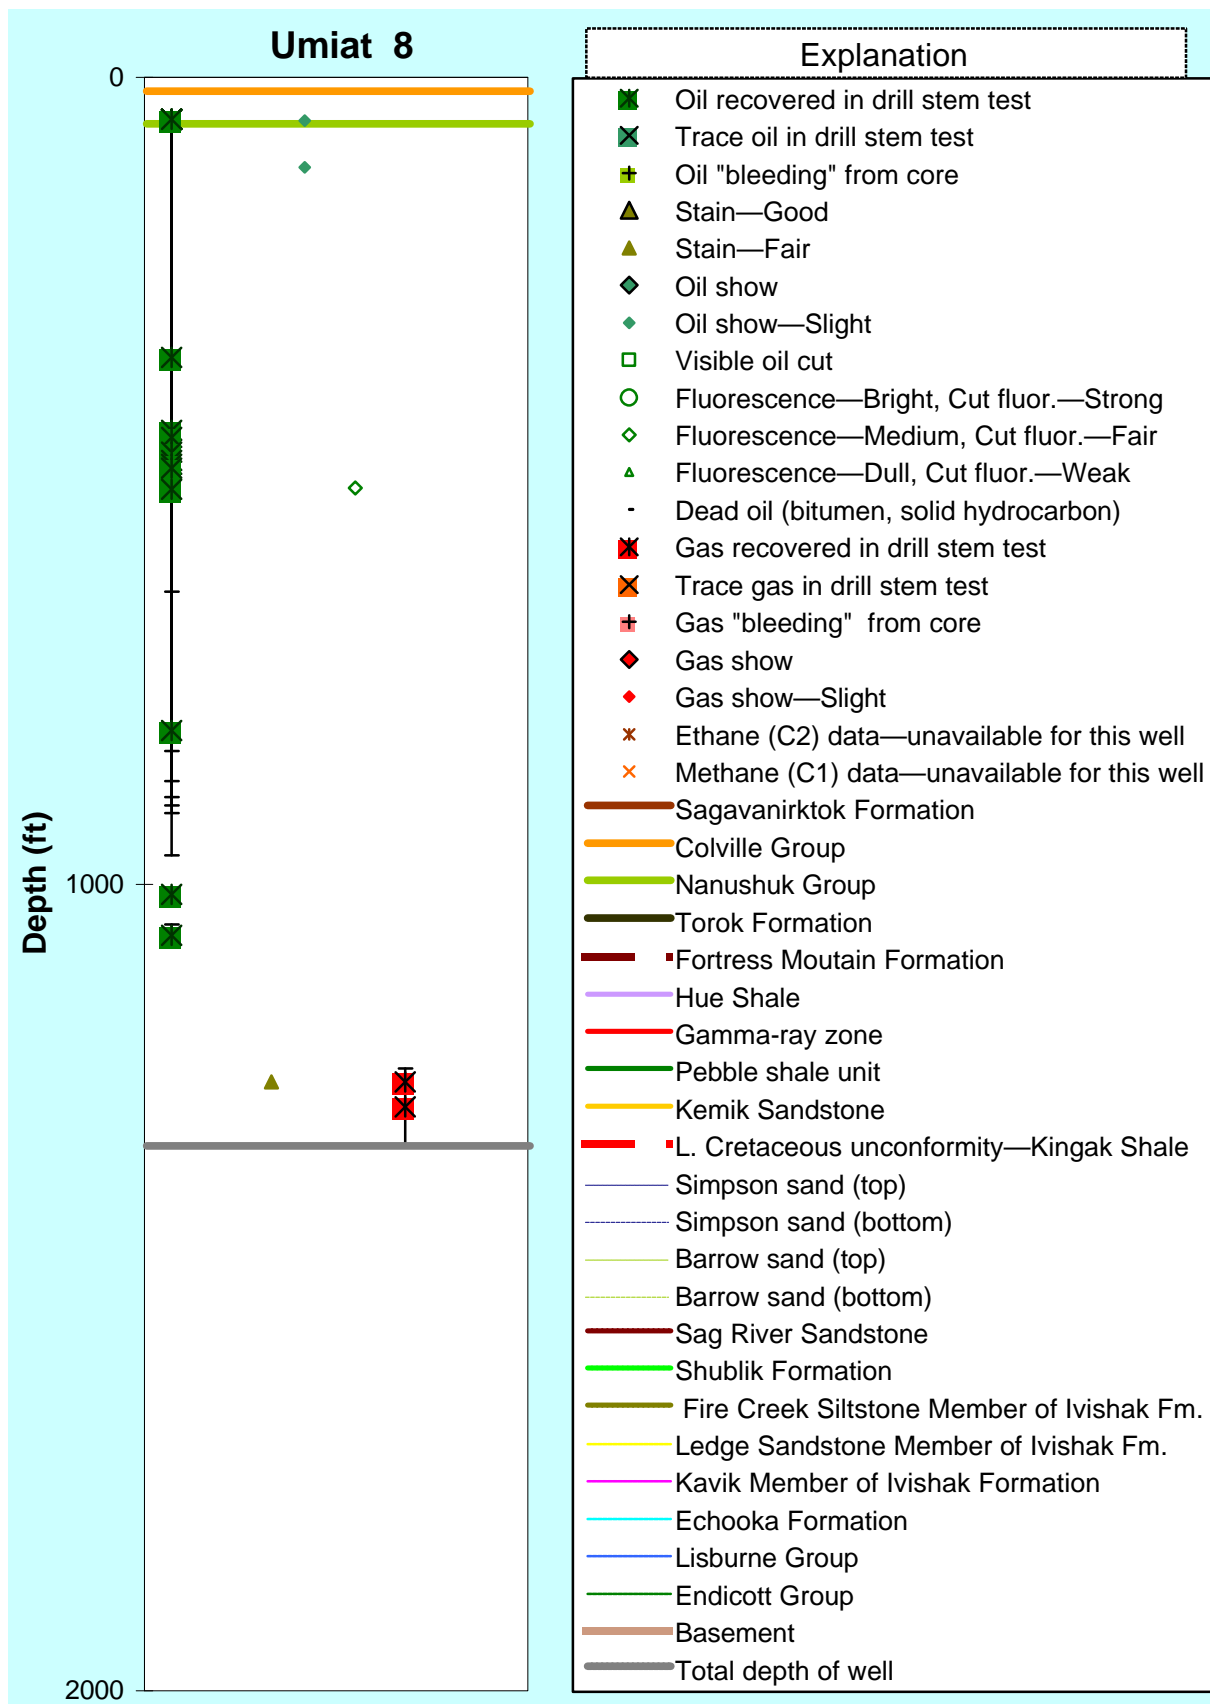 Umiat 8
Explanation
0
1000
2000
Depth (ft)
Oil recovered in drill stem test
Trace oil in drill stem test
Oil "bleeding" from core
Stain—Good
Stain—Fair
Oil show
Oil show—Slight
Visible oil cut
Fluorescence—Bright, Cut fluor.—Strong
Fluorescence—Medium, Cut fluor.—Fair
Fluorescence—Dull, Cut fluor.—Weak
Dead oil (bitumen, solid hydrocarbon)
Gas recovered in drill stem test
Trace gas in drill stem test
Gas "bleeding" from core
Gas show
Gas show—Slight
Ethane (C2) data—unavailable for this well
Methane (C1) data—unavailable for this well
Sagavanirktok Formation
Colville Group
Nanushuk Group
Torok Formation
Fortress Moutain Formation
Hue Shale
Gamma-ray zone
Pebble shale unit
Kemik Sandstone
L. Cretaceous unconformity—Kingak Shale
Simpson sand (top)
Simpson sand (bottom)
Barrow sand (top)
Barrow sand (bottom)
Sag River Sandstone
Shublik Formation
Fire Creek Siltstone Member of Ivishak Fm.
Ledge Sandstone Member of Ivishak Fm.
Kavik Member of Ivishak Formation
Echooka Formation
Lisburne Group
Endicott Group
Basement
Total depth of well